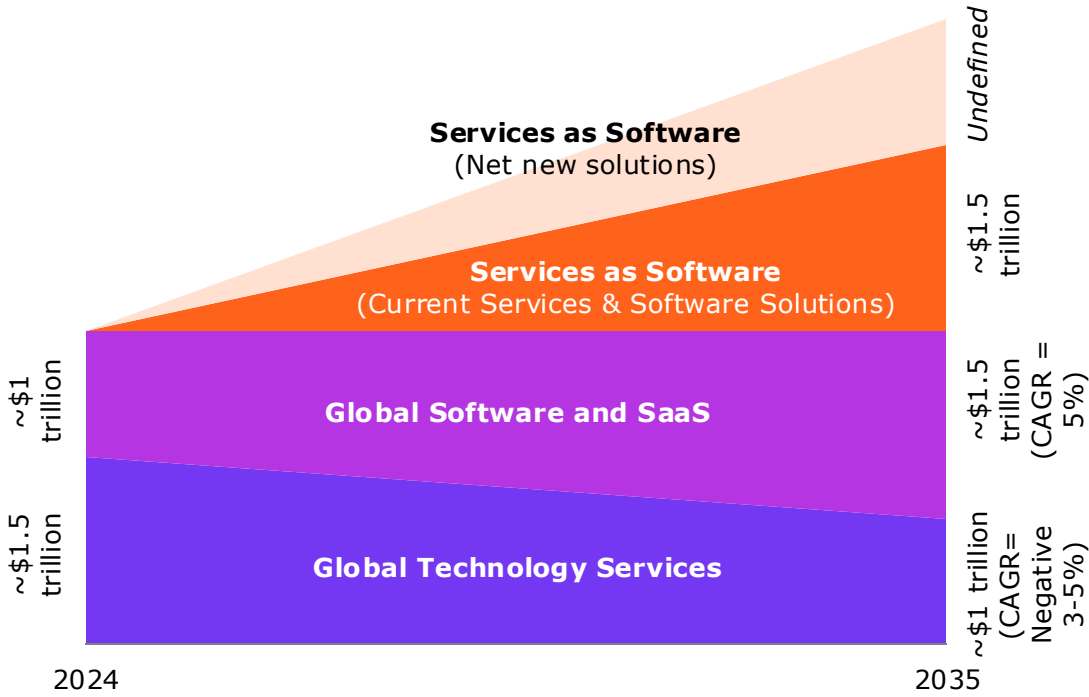 Undefined
Services as Software
(Net new solutions)
~$1.5
trillion
Services as Software
(Current Services & Software Solutions)
~$1
trillion
Global Software and SaaS
~$1.5
trillion
(CAGR =
5%)
~$1.5
trillion
Global Technology Services
~$1 trillion
(CAGR=
Negative
3-5%)
2024
2035